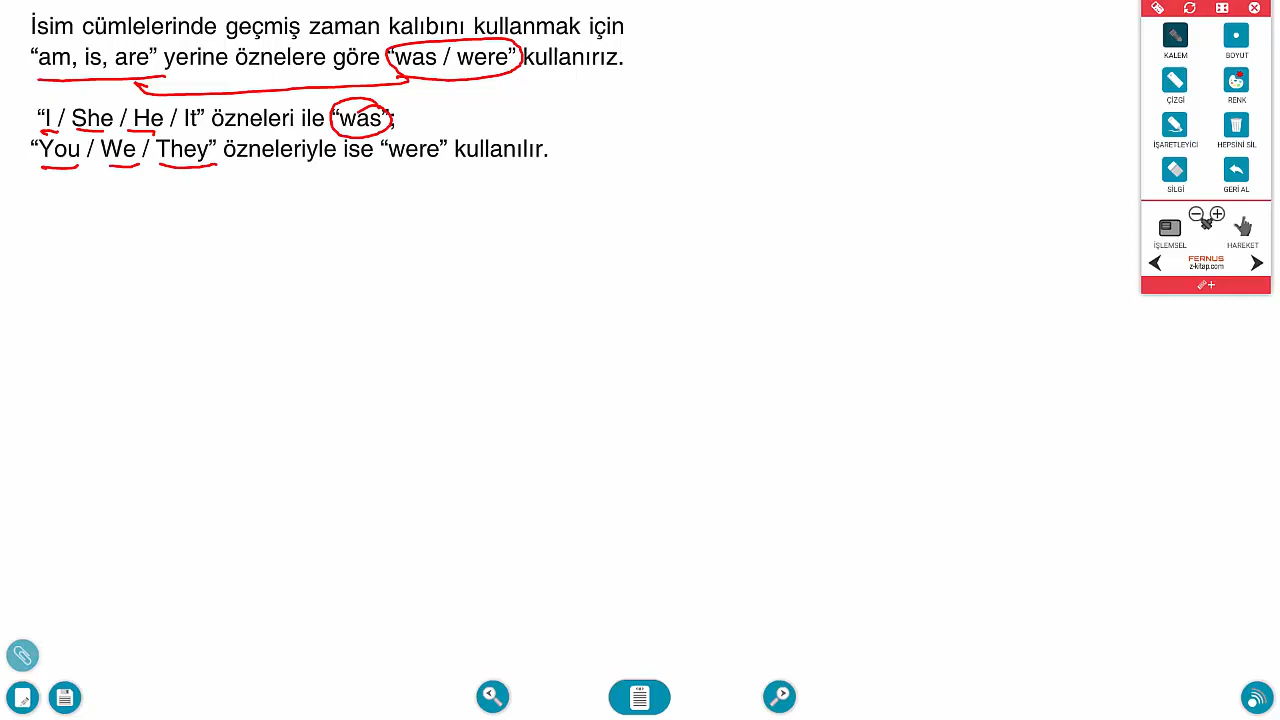 İsim cümlelerinde geçmiş zaman kalıbını kullanmak için
“am, is, are” yerine öznelere göre “was / were” kullanırız.
“I / She / He / It” özneleri ile “was”;
“You / We / They” özneleriyle ise “were” kullanılır.
KALEM
BOYUT
ÇİZGİ
RENK
İŞARETLEYİCİ
HEPSİNİ SİL
SİLGİ
GERİ AL
İŞLEMSEL
HAREKET
FERNUS
z-kitap.com